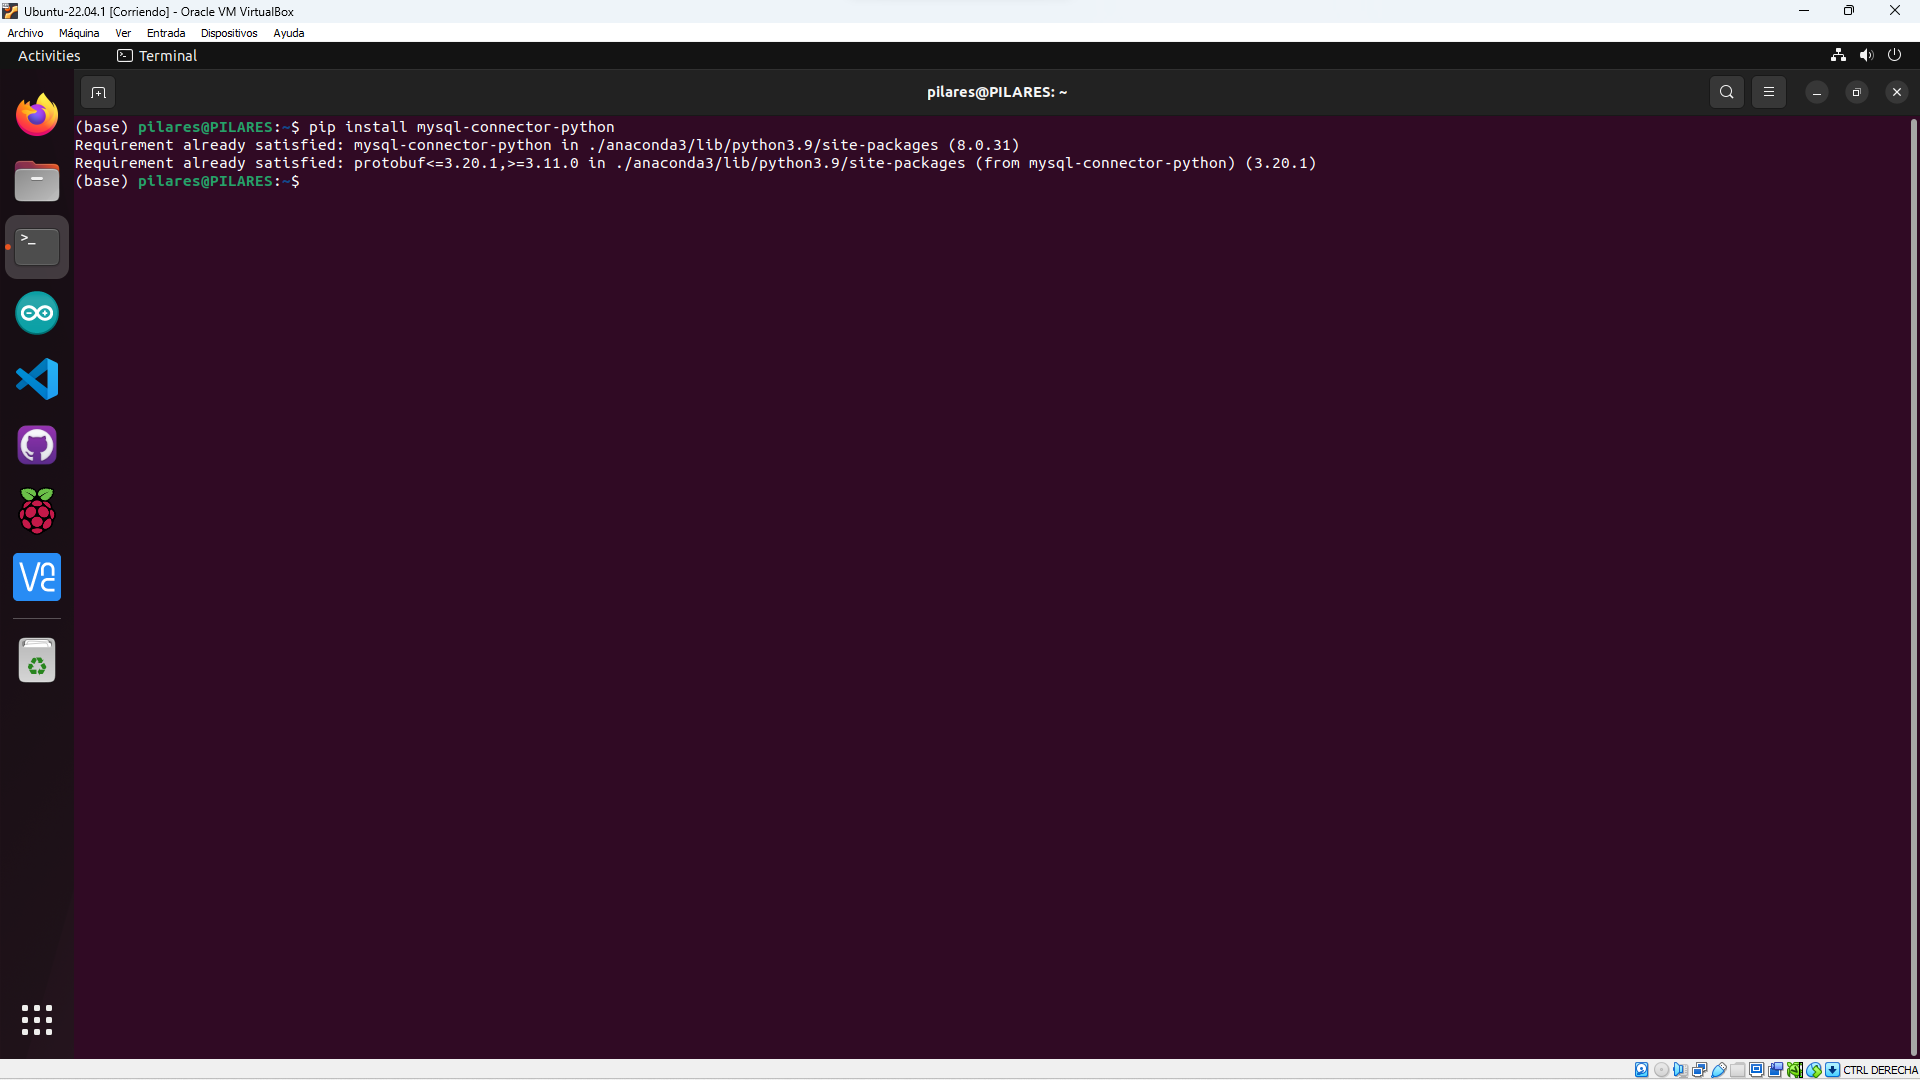 Ubuntu-22.04.1 [Corriendo] - Oracle VM VirtualBox
Archivo Máquina Ver Entrada Dispositivos Ayuda
Activities Terminal
pilares@PILARES: ~
(base) pilares@PILARES:~$ pip install mysql-connector-python
Requirement already satisfied: mysql-connector-python in ./anaconda3/lib/python3.9/site-packages (8.0.31)
Requirement already satisfied: protobuf<=3.20.1,>=3.11.0 in ./anaconda3/lib/python3.9/site-packages (from mysql-connector-python) (3.20.1)
(base) pilares@PILARES:~$
CTRL DERECHA